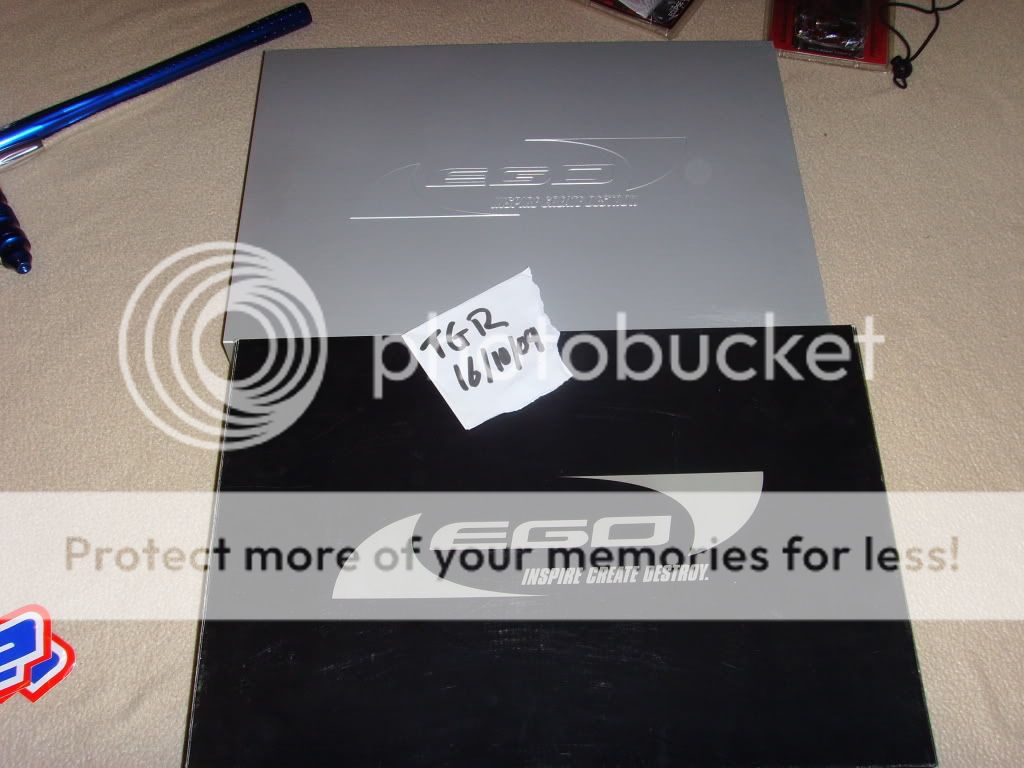 EGO
INSPIRE CREATE DESTROY.
TGR
16/10/09
photobucket
Protect more of your memories for less!
EGO
INSPIRE CREATE DESTROY.